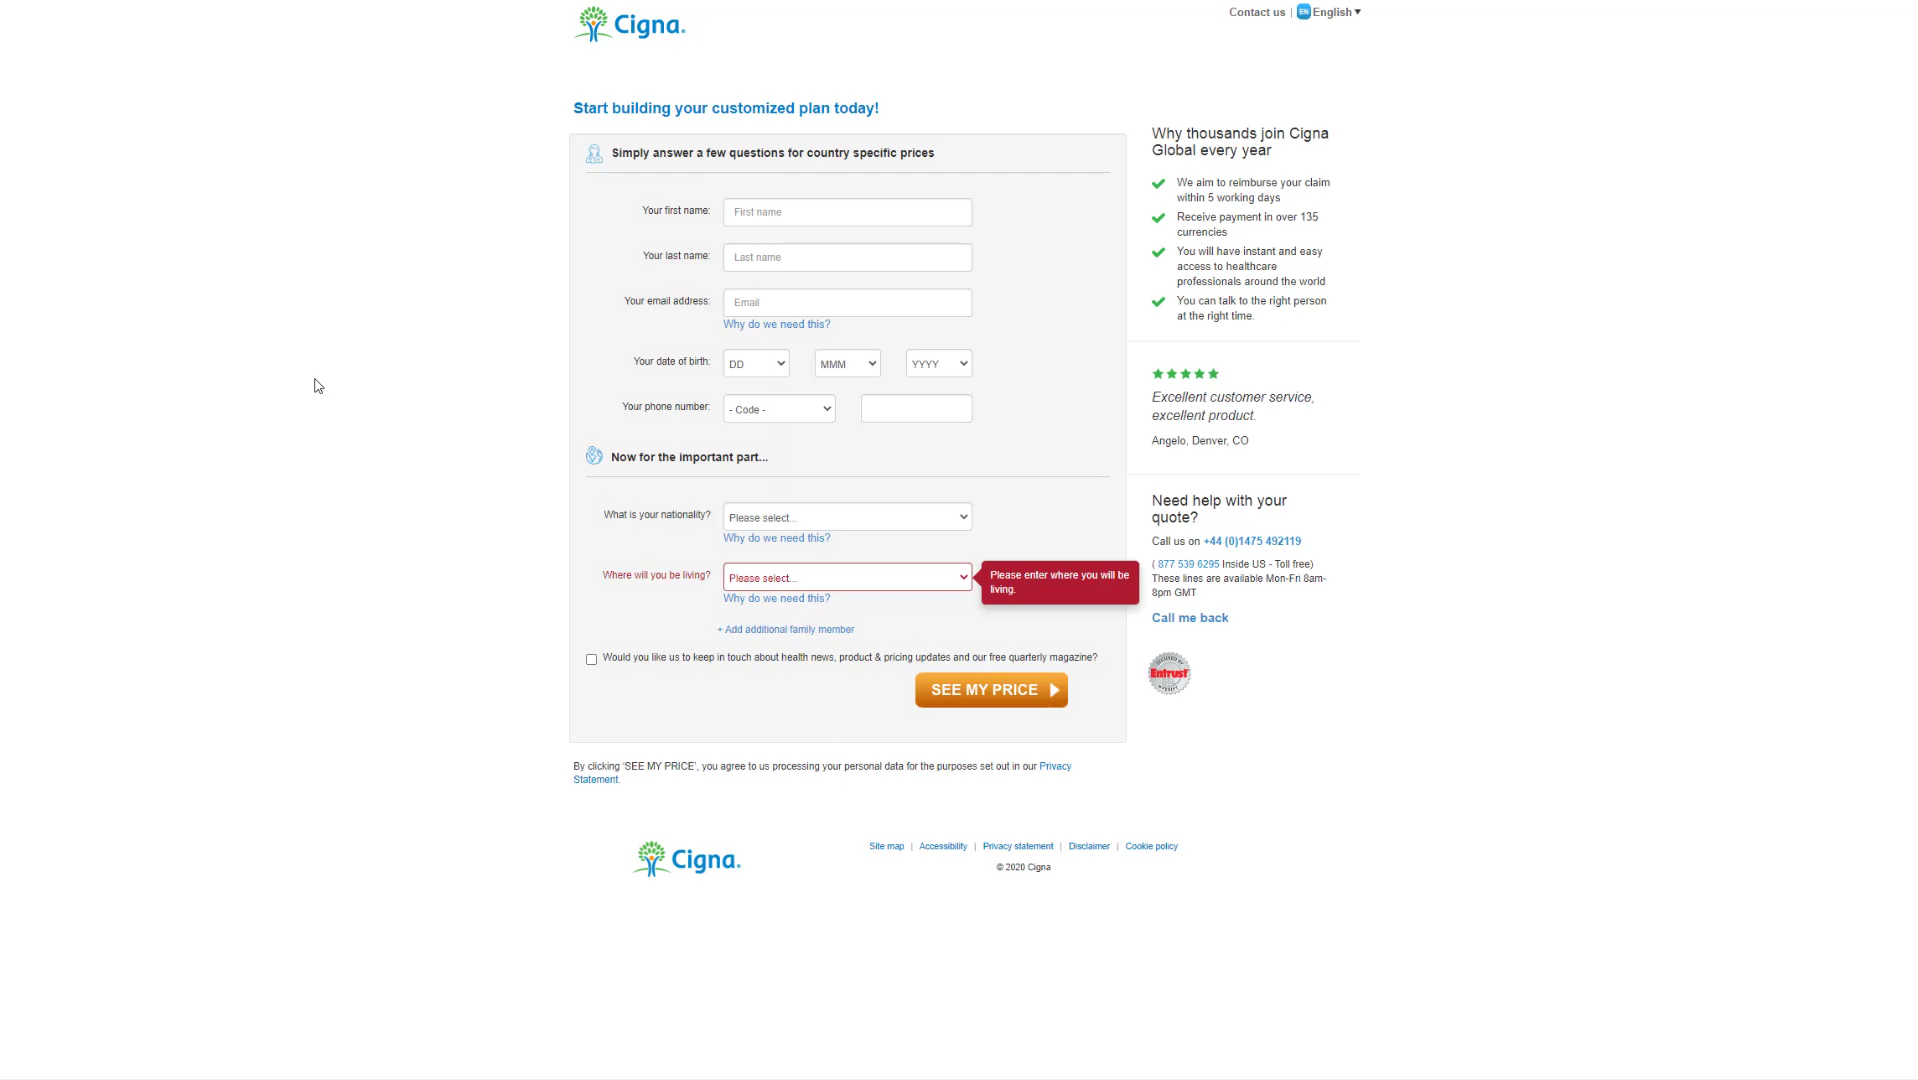 Cigna.
Contact us | EN English ▾
Start building your customized plan today!
Simply answer a few questions for country specific prices
Your first name: First name
Your last name: Last name
Your email address: Email
Why do we need this?
Your date of birth: DD MMM YYYY
Your phone number: - Code -
Now for the important part...
What is your nationality? Please select...
Why do we need this?
Where will you be living? Please select...
Please enter where you will be
living.
Why do we need this?
+ Add additional family member
Would you like us to keep in touch about health news, product & pricing updates and our free quarterly magazine?
SEE MY PRICE
By clicking 'SEE MY PRICE', you agree to us processing your personal data for the purposes set out in our Privacy
Statement.
Why thousands join Cigna
Global every year
We aim to reimburse your claim
within 5 working days
Receive payment in over 135
currencies
You will have instant and easy
access to healthcare
professionals around the world
You can talk to the right person
at the right time.
Excellent customer service,
excellent product.
Angelo, Denver, CO
Need help with your
quote?
Call us on +44 (0)1475 492119
( 877 539 6295 Inside US - Toll free)
These lines are available Mon-Fri 8am-
8pm GMT
Call me back
SECURED BY
Entrust
Cigna.
Site map | Accessibility | Privacy statement | Disclaimer | Cookie policy
© 2020 Cigna